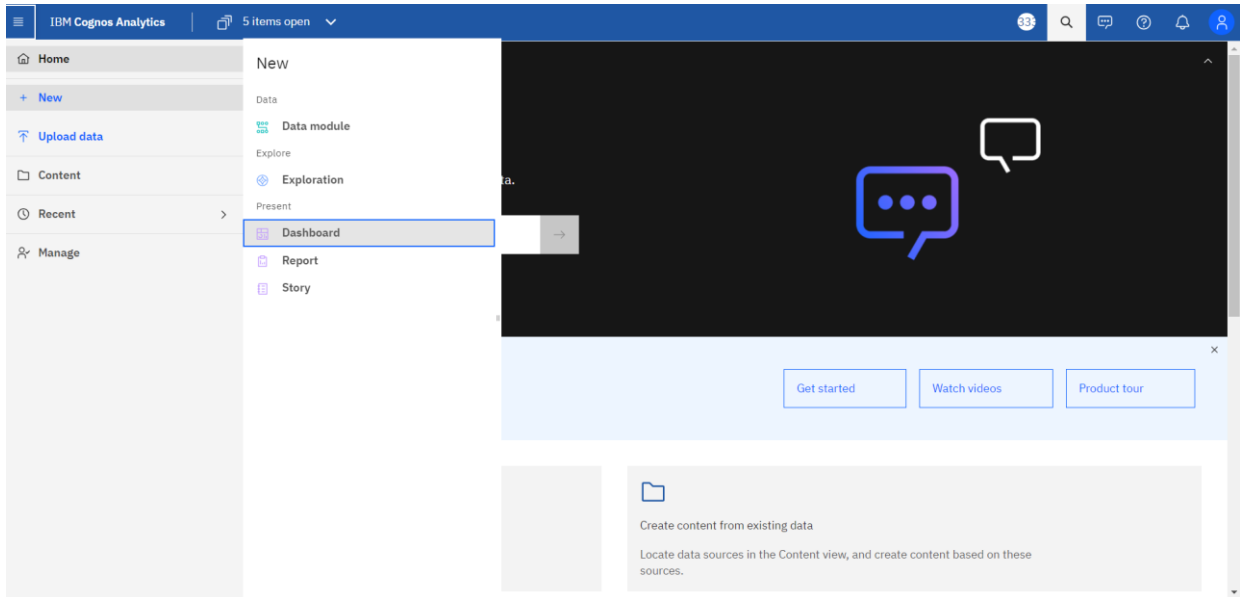 IBM Cognos Analytics
5 items open
Home
New
Upload data
Content
Recent
Manage
New
Data
Data module
Explore
Exploration
Present
Dashboard
Report
Story
ta.
Get started
Watch videos
Product tour
Create content from existing data
Locate data sources in the Content view, and create content based on these
sources.